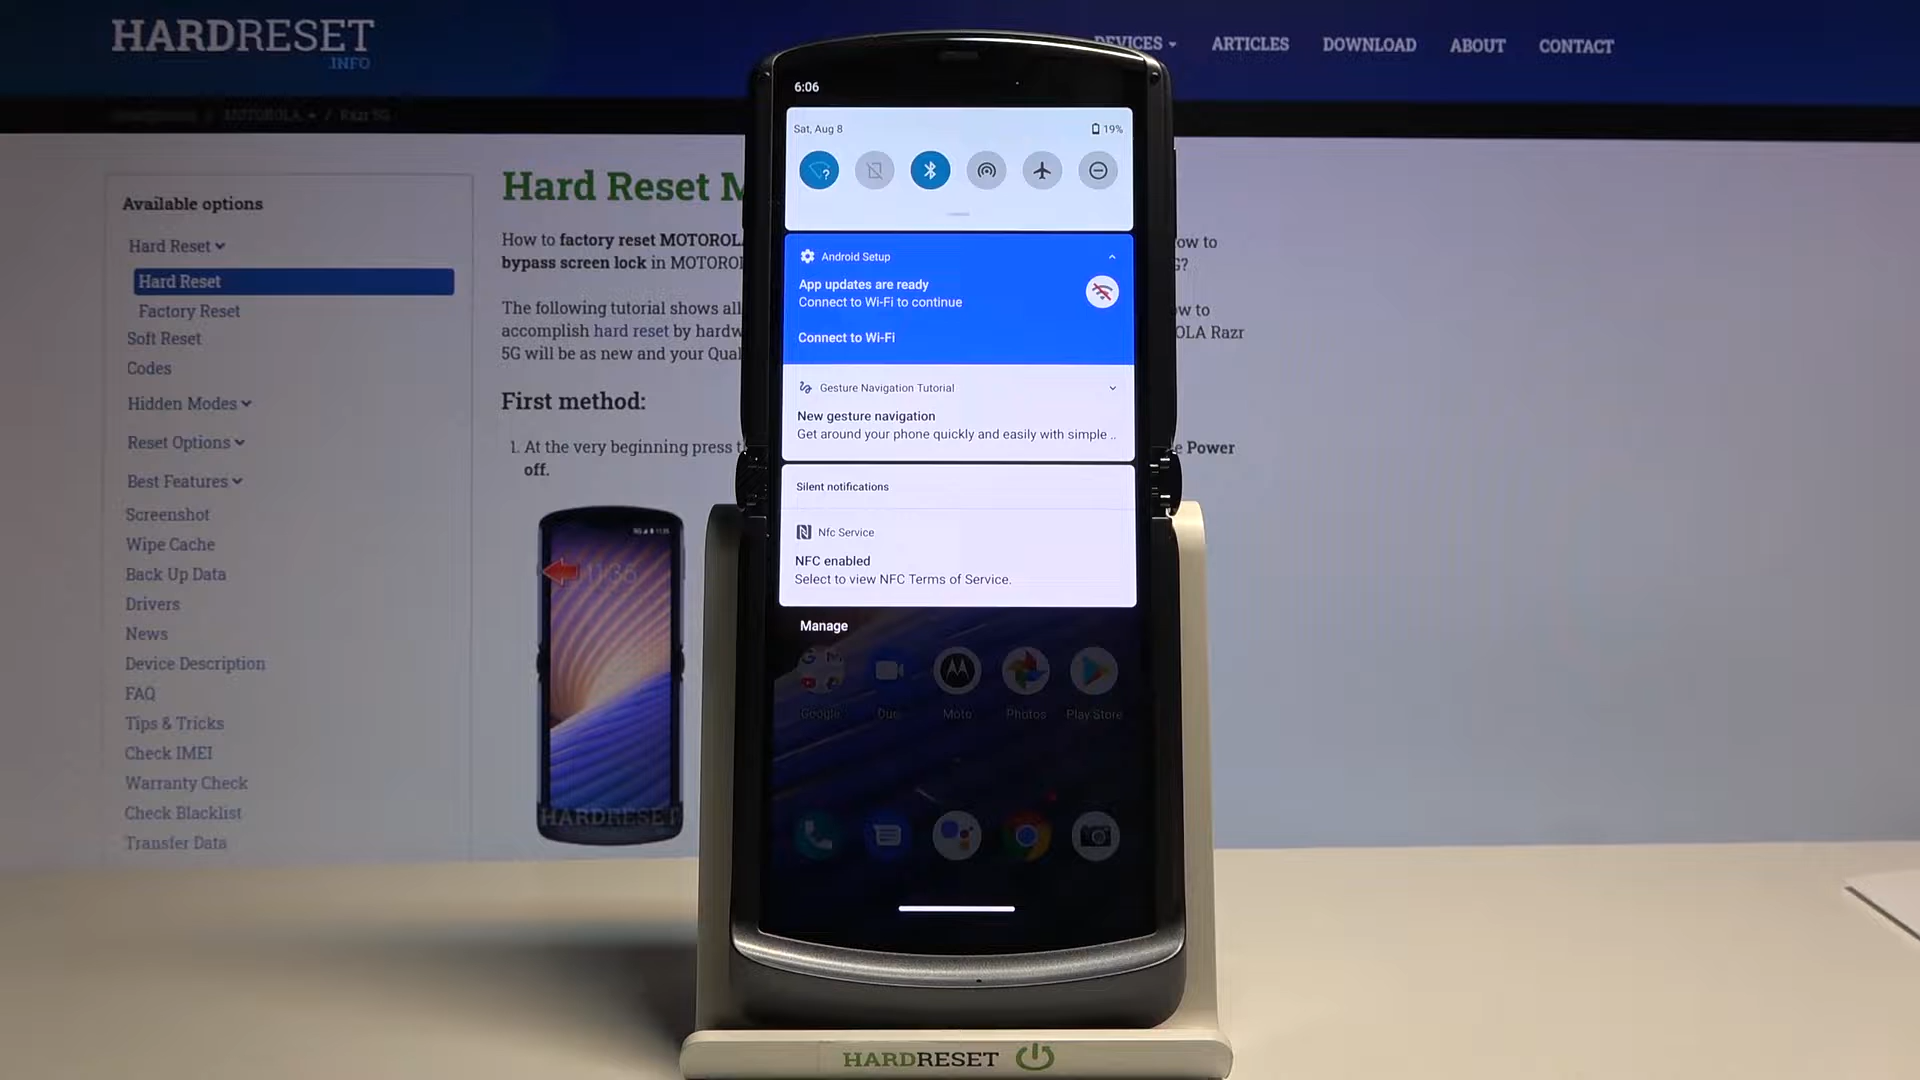 HARDRESET
.INFO
DEVICES
ARTICLES
DOWNLOAD
ABOUT
CONTACT
MOTOROLA / Razr 5G
Available options
Hard Reset
Hard Reset
Factory Reset
Soft Reset
Codes
Hidden Modes
Reset Options
Best Features
Screenshot
Wipe Cache
Back Up Data
Drivers
News
Device Description
FAQ
Tips & Tricks
Check IMEI
Warranty Check
Check Blacklist
Transfer Data
Hard Reset M
How to factory reset MOTOROL
ow to
bypass screen lock in MOTORO
G?
The following tutorial shows all
ow to
accomplish hard reset by hardw
OLA Razr
5G will be as new and your Qual
First method:
1. At the very beginning press t
e Power
off.
11:35
HARDRESET
6:06
Sat, Aug 8
19%
Android Setup
App updates are ready
Connect to Wi-Fi to continue
Connect to Wi-Fi
Gesture Navigation Tutorial
New gesture navigation
Get around your phone quickly and easily with simple ..
Silent notifications
Nfc Service
NFC enabled
Select to view NFC Terms of Service.
Manage
Google
Duo
Moto
Photos
Play Store
HARDRESET